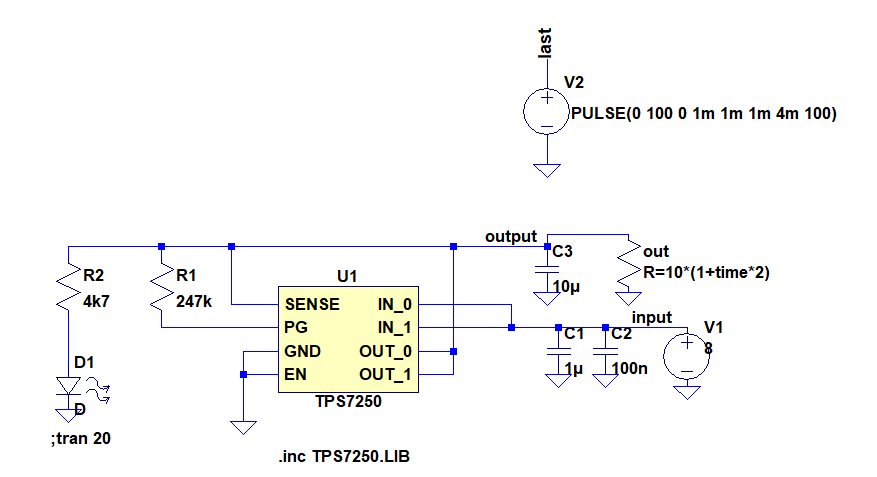 last
V2
PULSE(0 100 0 1m 1m 1m 4m 100)
output
C3
out
R2
R1
U1
R=10*(1+time*2)
4k7
247k
10µ
SENSE
IN_0
input
PG
IN_1
C1
C2
V1
8
GND
OUT_0
D1
1µ
100n
EN
OUT_1
D
TPS7250
;tran 20
.inc TPS7250.LIB